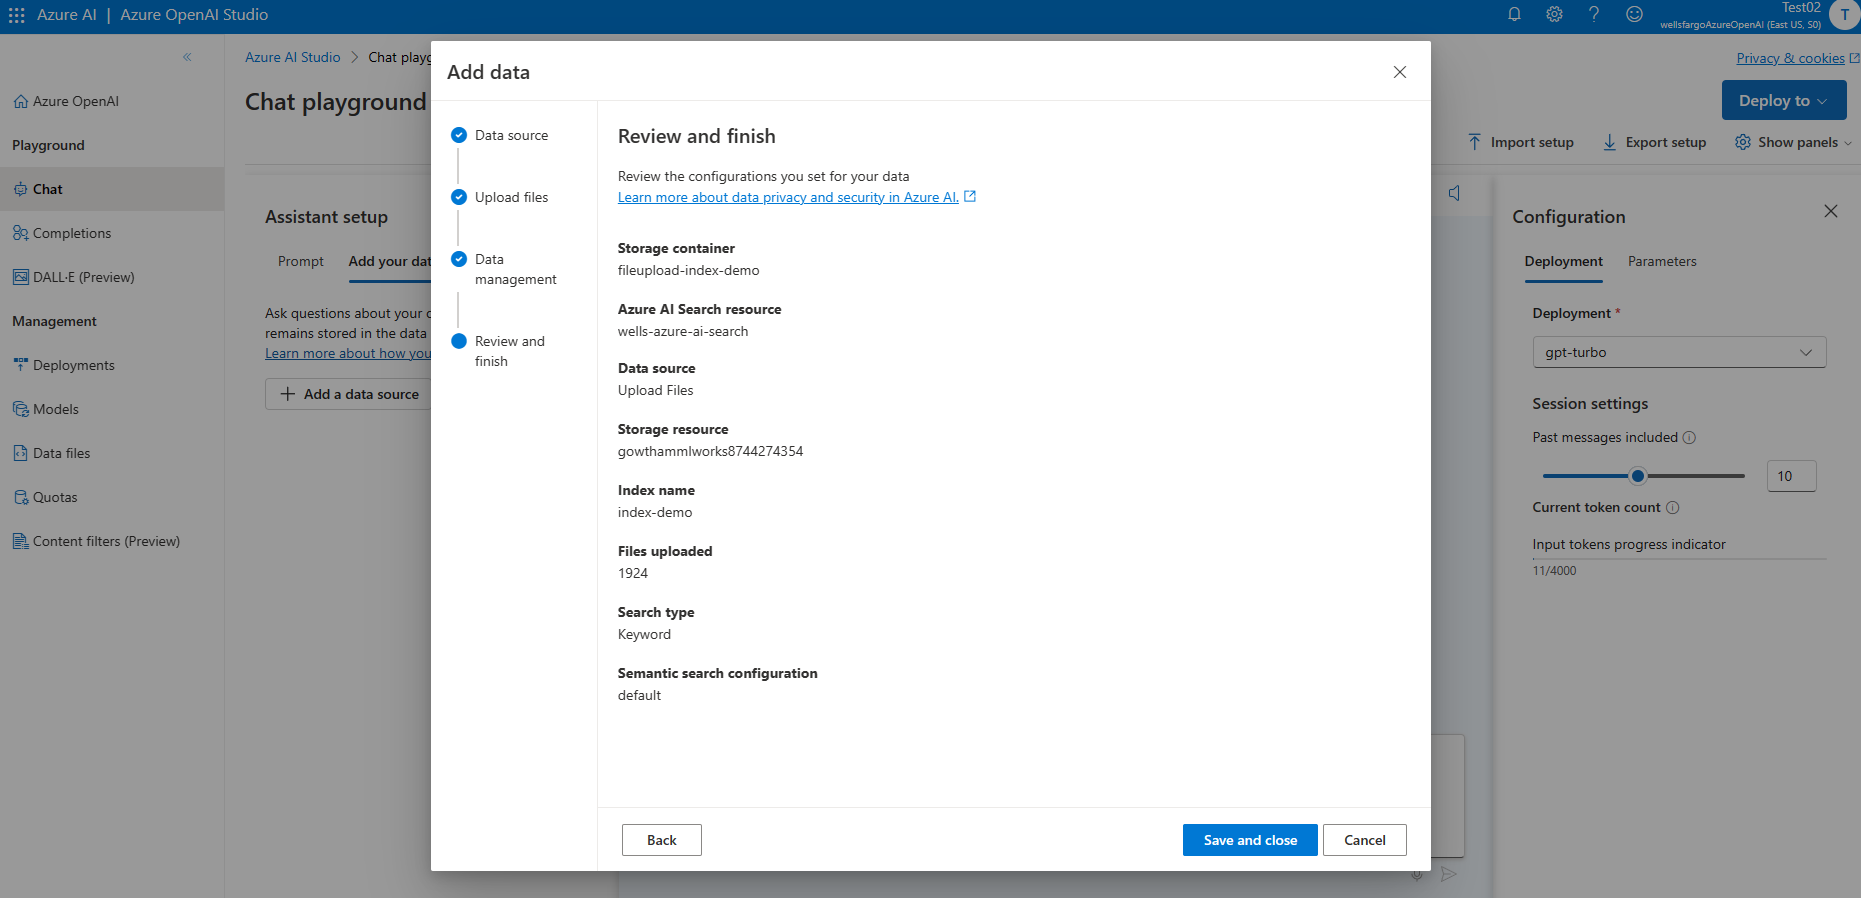 Azure AI | Azure OpenAI Studio
Test02
wellsfargoAzureOpenAI (East US, S0)
T
Azure AI Studio > Chat playg
Privacy & cookies
Chat playground
Deploy to
Import setup
Export setup
Show panels
Azure OpenAI
Playground
Chat
Completions
DALL·E (Preview)
Management
Deployments
Models
Data files
Quotas
Content filters (Preview)
Assistant setup
Prompt
Add your dat
Ask questions about your
remains stored in the data
Learn more about how you
Add a data source
Add data
Data source
Upload files
Data
management
Review and
finish
Review and finish
Review the configurations you set for your data
Learn more about data privacy and security in Azure AI.
Storage container
fileupload-index-demo
Azure AI Search resource
wells-azure-ai-search
Data source
Upload Files
Storage resource
gowthammlworks8744274354
Index name
index-demo
Files uploaded
1924
Search type
Keyword
Semantic search configuration
default
Back
Save and close
Cancel
Configuration
Deployment
Parameters
Deployment *
gpt-turbo
Session settings
Past messages included
10
Current token count
Input tokens progress indicator
11/4000